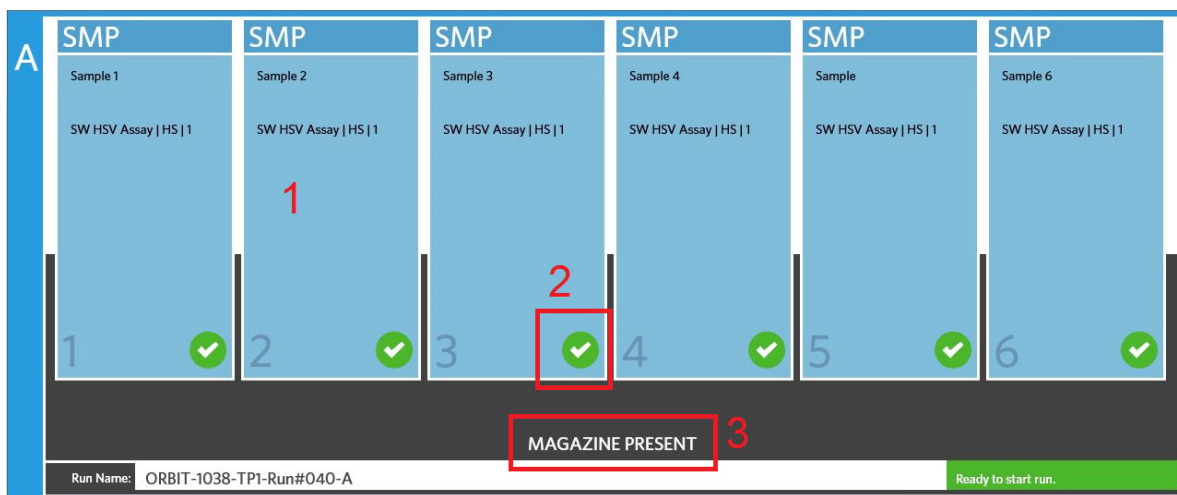 A
SMP SMP SMP SMP SMP SMP
Sample 1 Sample 2 Sample 3 Sample 4 Sample Sample 6
SW HSV Assay | HS | 1 SW HSV Assay | HS | 1 SW HSV Assay | HS | 1 SW HSV Assay | HS | 1 SW HSV Assay | HS | 1 SW HSV Assay | HS | 1
1
2
1 2 3 4 5 6
MAGAZINE PRESENT 3
Run Name: ORBIT-1038-TP1-Run#040-A Ready to start run.